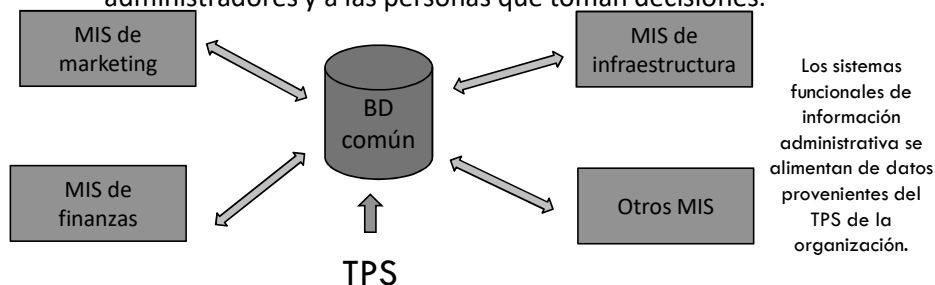 administradores y a las personas que toman decisiones.
MIS de
marketing
BD
común
MIS de
infraestructura
MIS de
finanzas
Otros MIS
TPS
Los sistemas
funcionales de
información
administrativa se
alimentan de datos
provenientes del
TPS de la
organización.